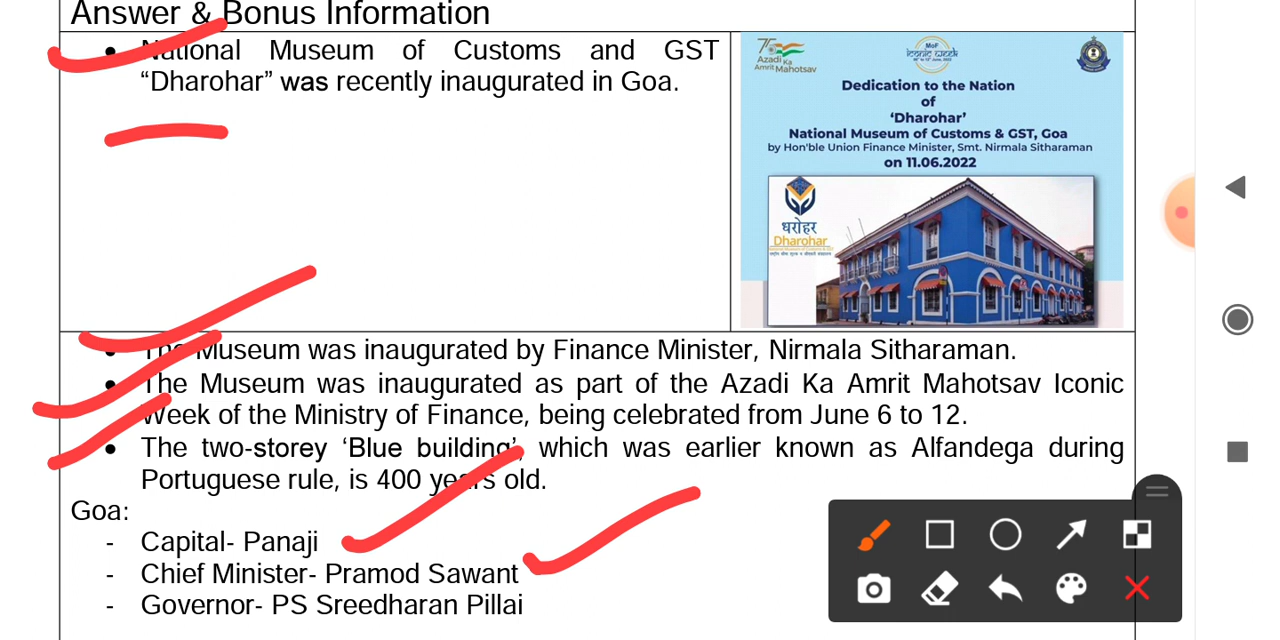 Answer & Bonus Information
• National Museum of Customs and GST
“Dharohar” was recently inaugurated in Goa.
75
Azadi Ka
Amrit Mahotsav
MoF
iconic week
Dedication to the Nation
of
‘Dharohar’
National Museum of Customs & GST, Goa
by Hon'ble Union Finance Minister, Smt. Nirmala Sitharaman
on 11.06.2022
धरोहर
Dharohar
• The Museum was inaugurated by Finance Minister, Nirmala Sitharaman.
• The Museum was inaugurated as part of the Azadi Ka Amrit Mahotsav Iconic
Week of the Ministry of Finance, being celebrated from June 6 to 12.
• The two-storey ‘Blue building’, which was earlier known as Alfandega during
Portuguese rule, is 400 years old.
Goa:
- Capital- Panaji
- Chief Minister- Pramod Sawant
- Governor- PS Sreedharan Pillai